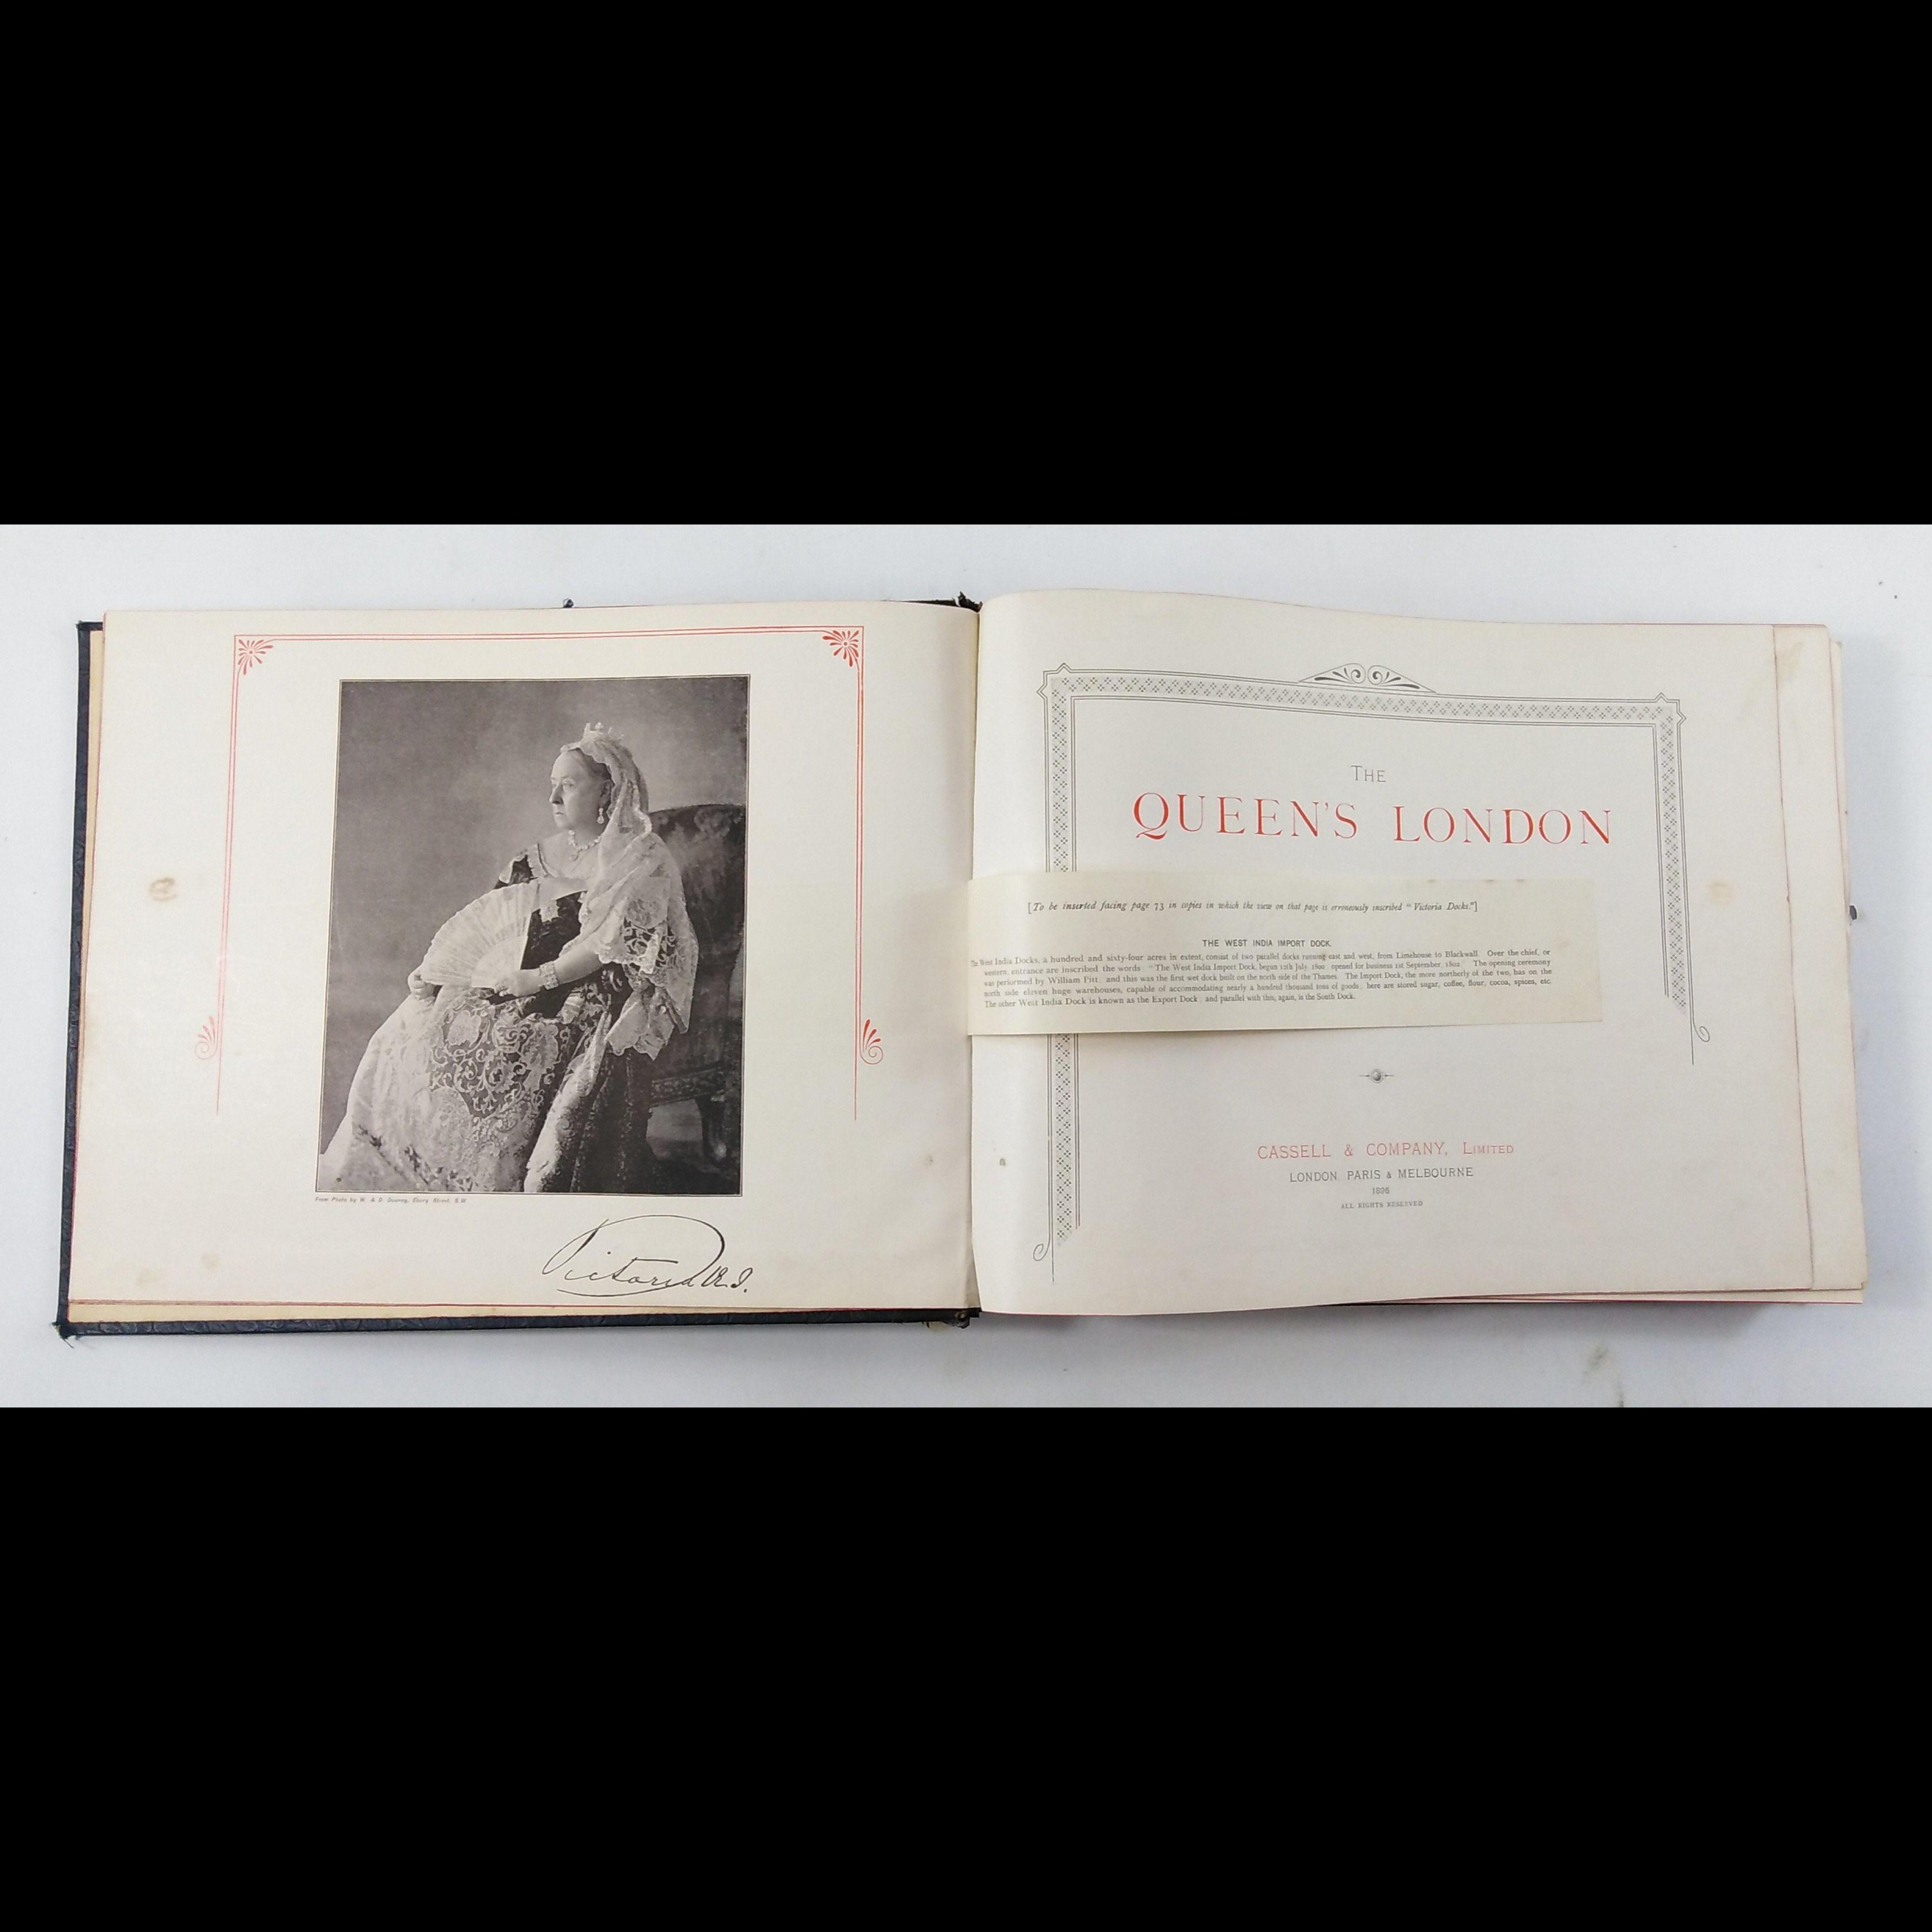 From Photo by W. & D. Downey, Ebury Street, S.W.
Victoria R.I.
THE
QUEEN'S LONDON
[To be inserted facing page 73 in copies in which the view on that page is erroneously inscribed "Victoria Docks."]
THE WEST INDIA IMPORT DOCK.
The West India Docks, a hundred and sixty-four acres in extent, consist of two parallel docks running east and west, from Limehouse to Blackwall. Over the chief, or
western, entrance are inscribed the words: "The West India Import Dock, begun 12th July, 1800; opened for business 1st September, 1802." The opening ceremony
was performed by William Pitt; and this was the first wet dock built on the north side of the Thames. The Import Dock, the more northerly of the two, has on the
north side eleven huge warehouses, capable of accommodating nearly a hundred thousand tons of goods; here are stored sugar, coffee, flour, cocoa, spices, etc.
The other West India Dock is known as the Export Dock; and parallel with this, again, is the South Dock.
CASSELL & COMPANY, LIMITED
LONDON, PARIS & MELBOURNE
1896
ALL RIGHTS RESERVED